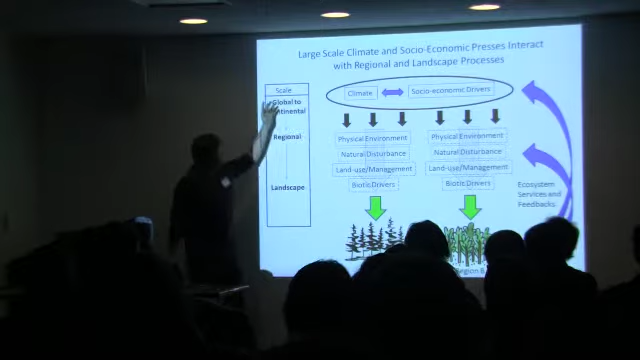 Large Scale Climate and Socio-Economic Presses Interact
with Regional and Landscape Processes
Scale
Global to
Regional
Landscape
Climate
Socio-economic Drivers
Physical Environment
Natural Disturbance
Land-use/Management
Biotic Drivers
Physical Environment
Natural Disturbance
Land-use/Management
Biotic Drivers
Ecosystem
Services and
Feedbacks
Region B